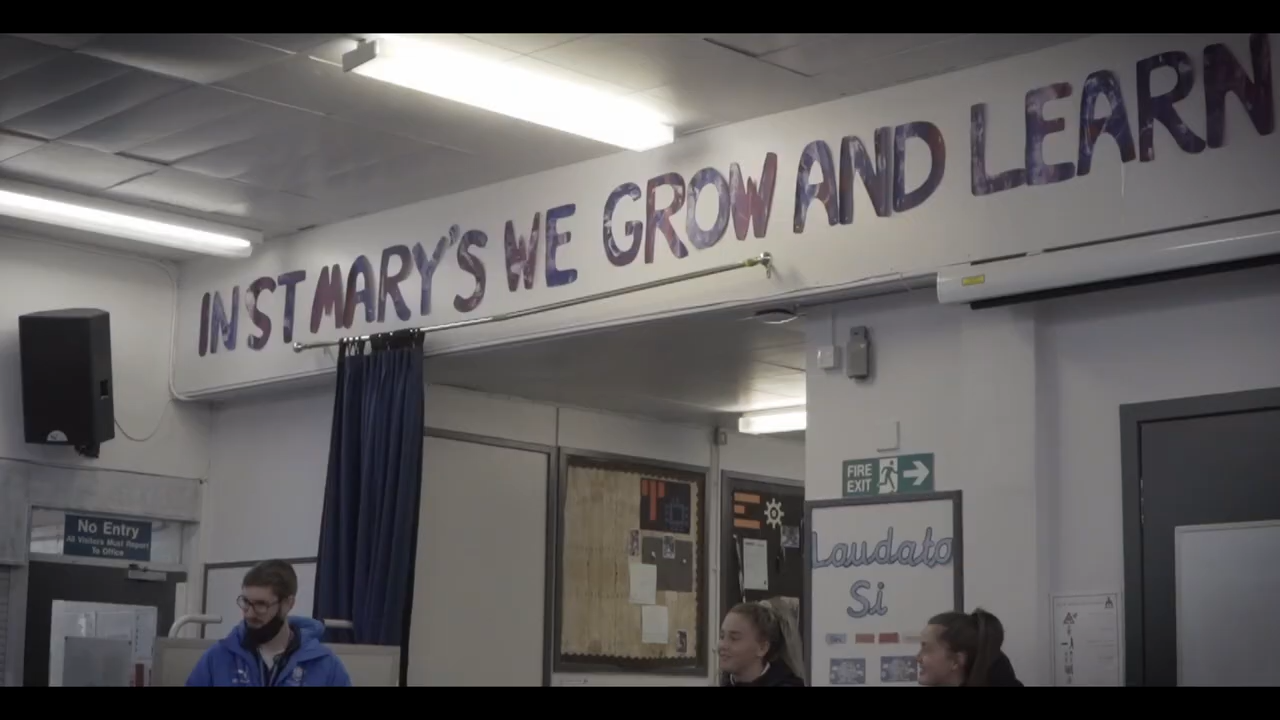 IN ST MARY'S WE GROW AND LEARN
No Entry
All Visitors Must Report
To Office
FIRE
EXIT
Laudato
Si